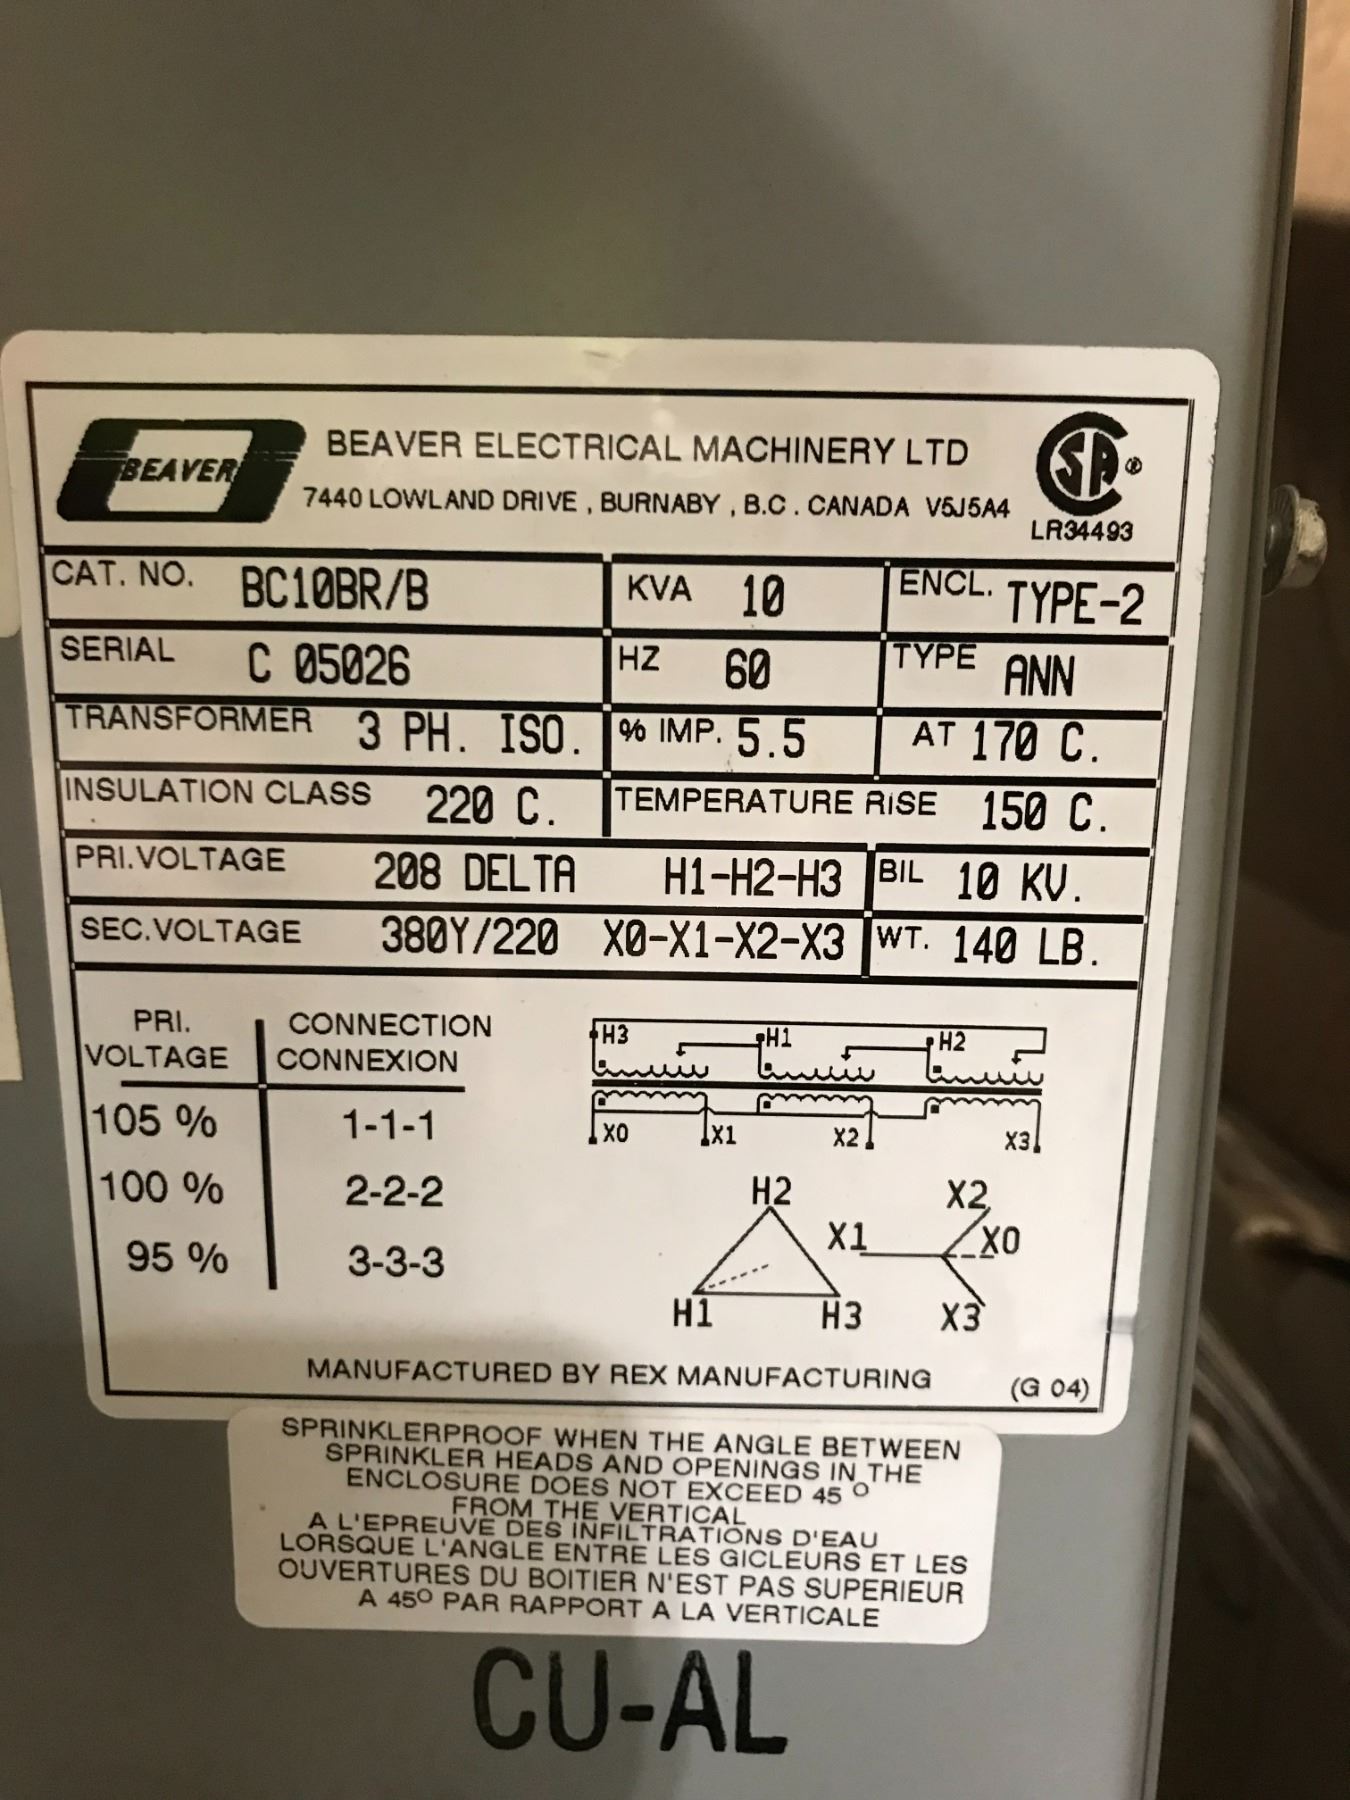 BEAVER
BEAVER ELECTRICAL MACHINERY LTD
7440 LOWLAND DRIVE , BURNABY , B.C . CANADA V5J5A4
SA ®
LR34493
CAT. NO. BC10BR/B KVA 10 ENCL. TYPE-2
SERIAL C 05026 HZ 60 TYPE ANN
TRANSFORMER 3 PH. ISO. % IMP. 5.5 AT 170 C.
INSULATION CLASS 220 C. TEMPERATURE RISE 150 C.
PRI.VOLTAGE 208 DELTA H1-H2-H3 BIL 10 KV.
SEC.VOLTAGE 380Y/220 X0-X1-X2-X3 WT. 140 LB.
PRI. CONNECTION
VOLTAGE CONNEXION
105 % 1-1-1
100 % 2-2-2
95 % 3-3-3
H3 H1 H2
X0 X1 X2 X3
H2 X2
X1 X0
H1 H3 X3
MANUFACTURED BY REX MANUFACTURING (G 04)
SPRINKLERPROOF WHEN THE ANGLE BETWEEN
SPRINKLER HEADS AND OPENINGS IN THE
ENCLOSURE DOES NOT EXCEED 45 O
FROM THE VERTICAL
A L'EPREUVE DES INFILTRATIONS D'EAU
LORSQUE L'ANGLE ENTRE LES GICLEURS ET LES
OUVERTURES DU BOITIER N'EST PAS SUPERIEUR
A 45O PAR RAPPORT A LA VERTICALE
CU-AL